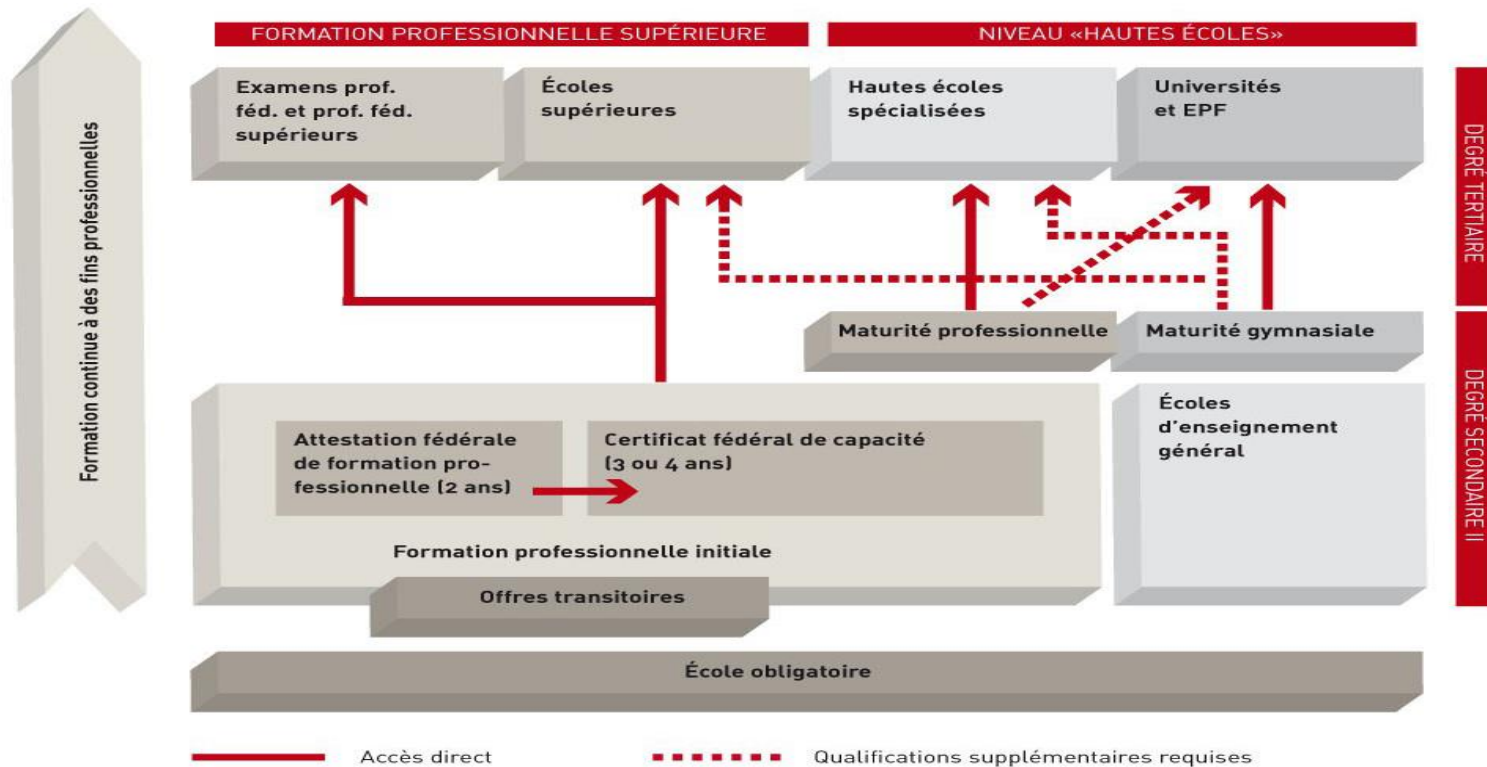 FORMATION PROFESSIONNELLE SUPÉRIEURE
NIVEAU «HAUTES ÉCOLES»
Examens prof.
féd. et prof. féd.
supérieurs
Écoles
supérieures
Hautes écoles
spécialisées
Universités
et EPF
DEGRÉ TERTIAIRE
Formation continue à des fins professionnelles
Maturité professionnelle
Maturité gymnasiale
DEGRÉ SECONDAIRE II
Attestation fédérale
de formation pro-
fessionnelle (2 ans)
Certificat fédéral de capacité
(3 ou 4 ans)
Écoles
d'enseignement
général
Formation professionnelle initiale
Offres transitoires
École obligatoire
Accès direct
Qualifications supplémentaires requises